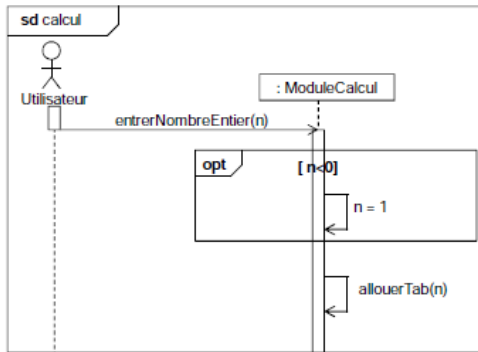 sd calcul
Utilisateur
: ModuleCalcul
entrerNombreEntier(n)
opt
[ n<0]
n = 1
allouerTab(n)